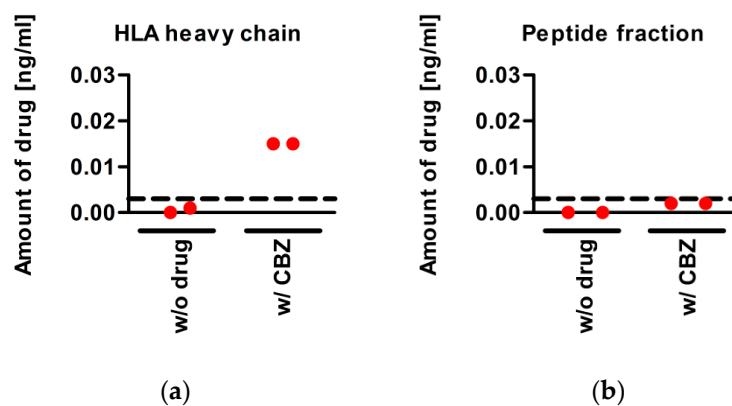 HLA heavy chain
Amount of drug [ng/ml]
0.03
0.02
0.01
0.00
w/o drug
w/ CBZ
(a)
Peptide fraction
Amount of drug [ng/ml]
0.03
0.02
0.01
0.00
w/o drug
w/ CBZ
(b)